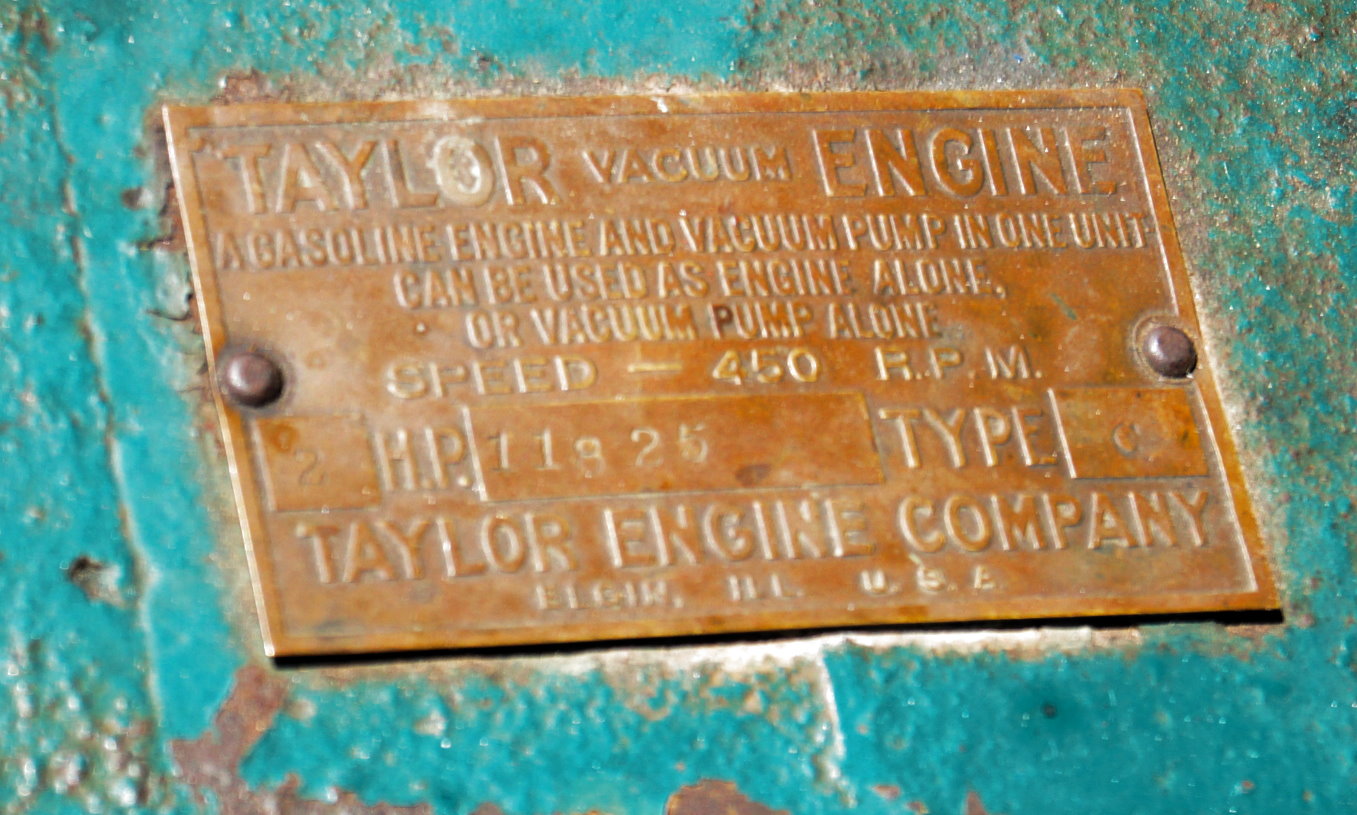 TAYLOR VACUUM ENGINE
A GASOLINE ENGINE AND VACUUM PUMP IN ONE UNIT
CAN BE USED AS ENGINE ALONE,
OR VACUUM PUMP ALONE
SPEED — 450 R.P.M.
2 H.P. 11825 TYPE C
TAYLOR ENGINE COMPANY
ELGIN, ILL. U.S.A.